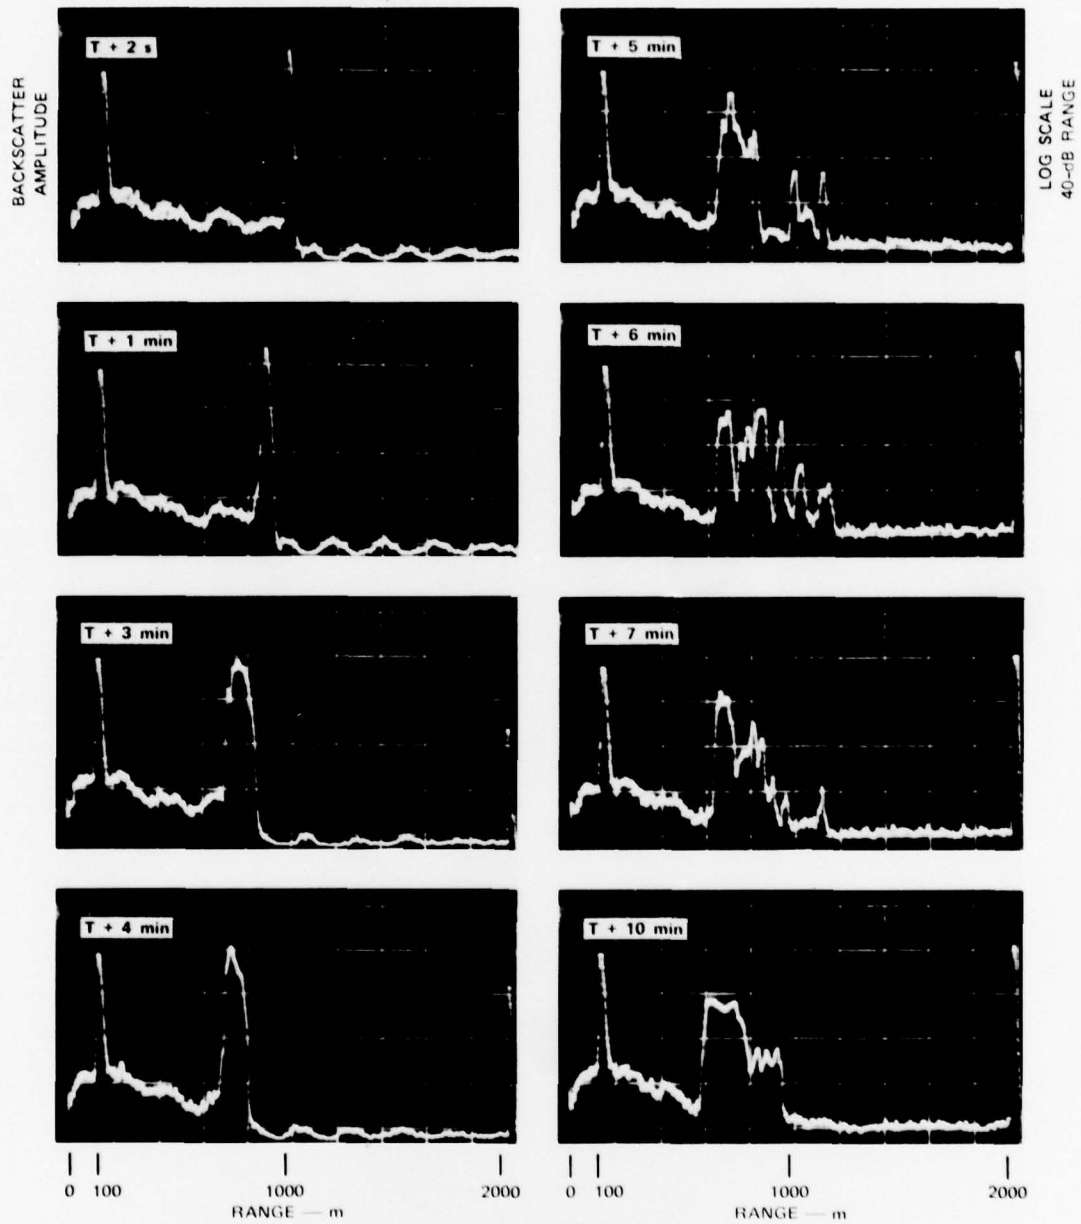 BACKSCATTER
AMPLITUDE
T + 2 s
T + 1 min
T + 3 min
T + 4 min
0 100 1000 2000
RANGE — m
T + 5 min
T + 6 min
T + 7 min
T + 10 min
0 100 1000 2000
RANGE — m
LOG SCALE
40-dB RANGE